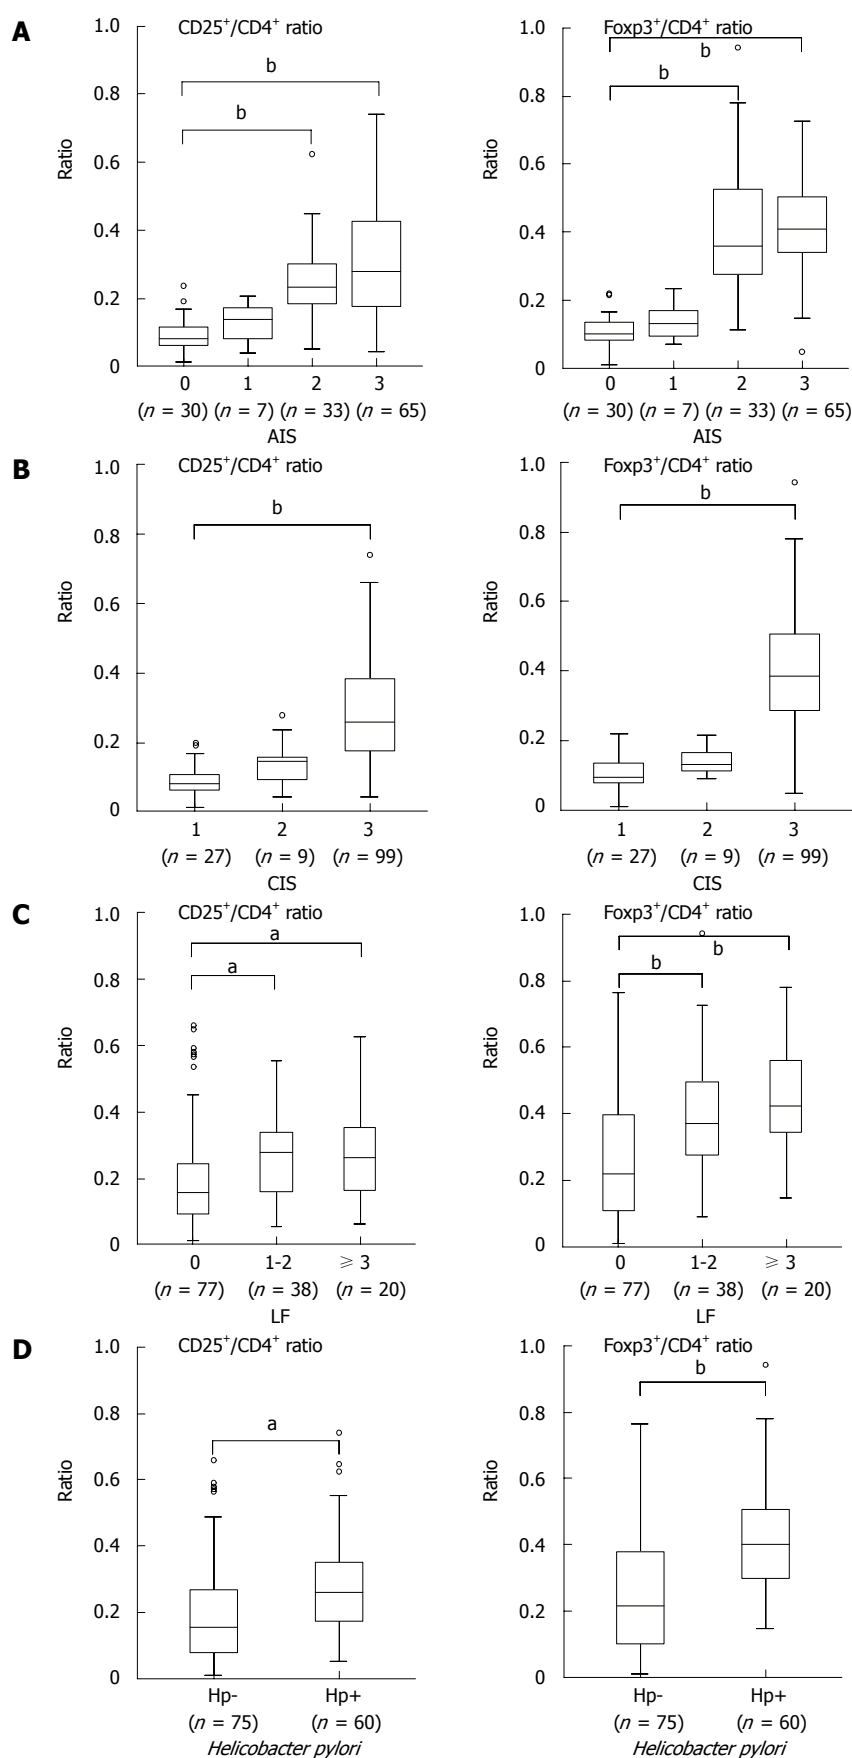 A
CD25⁺/CD4⁺ ratio
1.0
0.8
0.6
0.4
0.2
0
Ratio
b
b
0 1 2 3
(n = 30) (n = 7) (n = 33) (n = 65)
AIS
Foxp3⁺/CD4⁺ ratio
1.0
0.8
0.6
0.4
0.2
0
Ratio
b
b
0 1 2 3
(n = 30) (n = 7) (n = 33) (n = 65)
AIS
B
CD25⁺/CD4⁺ ratio
1.0
0.8
0.6
0.4
0.2
0
Ratio
b
1 2 3
(n = 27) (n = 9) (n = 99)
CIS
Foxp3⁺/CD4⁺ ratio
1.0
0.8
0.6
0.4
0.2
0
Ratio
b
1 2 3
(n = 27) (n = 9) (n = 99)
CIS
C
CD25⁺/CD4⁺ ratio
1.0
0.8
0.6
0.4
0.2
0
Ratio
a
a
0 1-2 ⩾ 3
(n = 77) (n = 38) (n = 20)
LF
Foxp3⁺/CD4⁺ ratio
1.0
0.8
0.6
0.4
0.2
0
Ratio
b
b
0 1-2 ⩾ 3
(n = 77) (n = 38) (n = 20)
LF
D
CD25⁺/CD4⁺ ratio
1.0
0.8
0.6
0.4
0.2
0
Ratio
a
Hp- Hp+
(n = 75) (n = 60)
Helicobacter pylori
Foxp3⁺/CD4⁺ ratio
1.0
0.8
0.6
0.4
0.2
0
Ratio
b
Hp- Hp+
(n = 75) (n = 60)
Helicobacter pylori